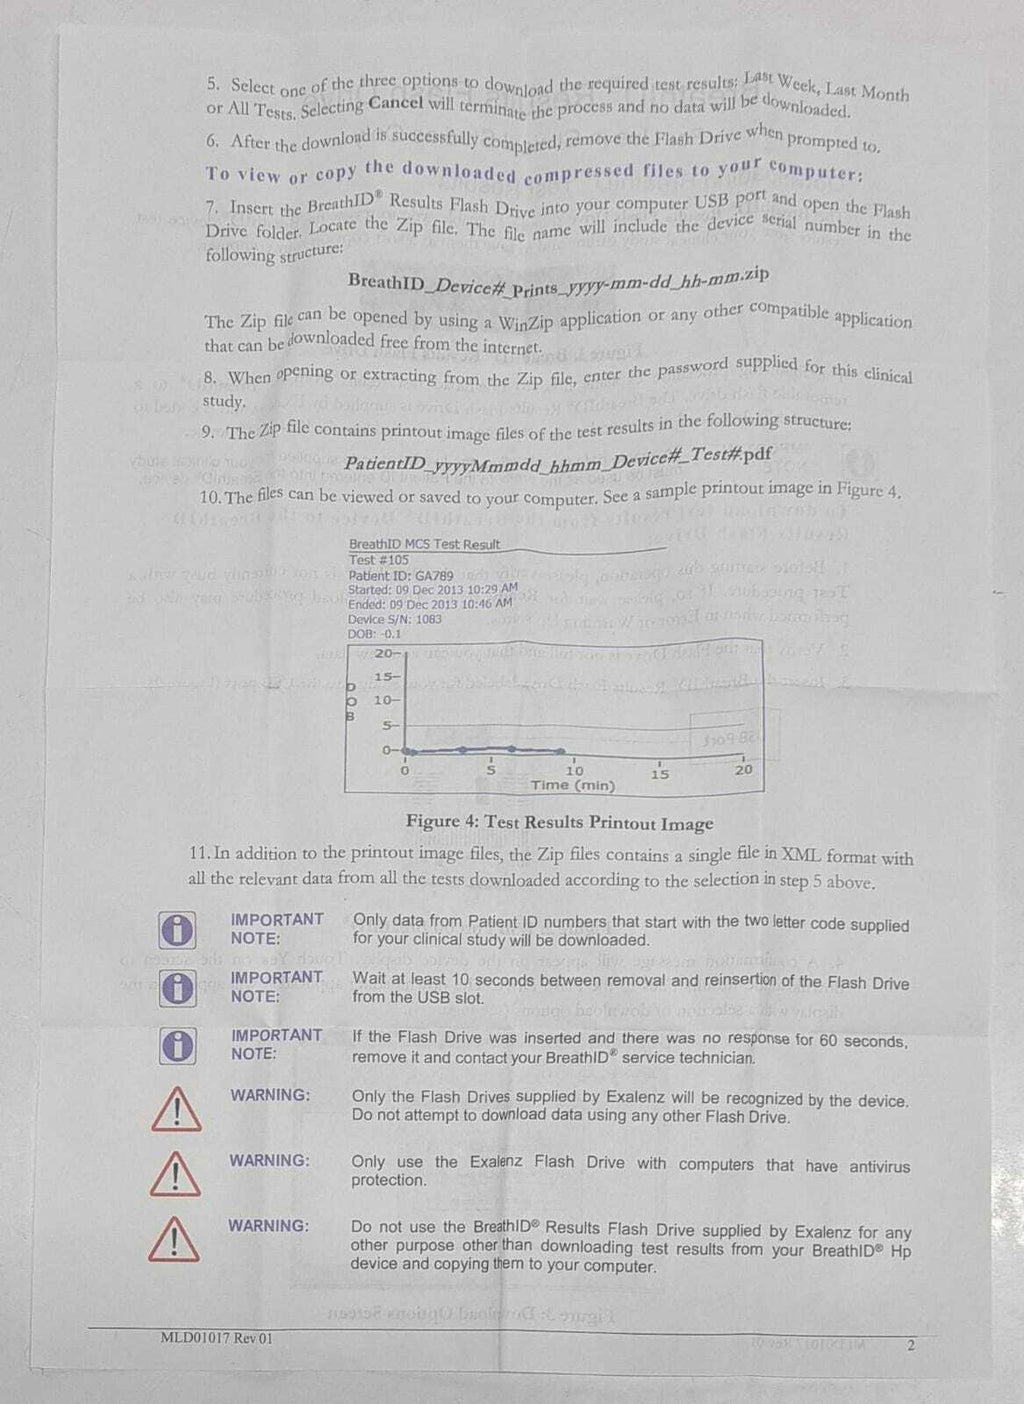 5. Select one of the three options to download the required test results: Last Week, Last Month
or All Tests. Selecting Cancel will terminate the process and no data will be downloaded.
6. After the download is successfully completed, remove the Flash Drive when prompted to.
To view or copy the downloaded compressed files to your computer:
7. Insert the BreathID® Results Flash Drive into your computer USB port and open the Flash
Drive folder. Locate the Zip file. The file name will include the device serial number in the
following structure:
BreathID_Device#_Prints_yyyy-mm-dd_hh-mm.zip
The Zip file can be opened by using a WinZip application or any other compatible application
that can be downloaded free from the internet.
8. When opening or extracting from the Zip file, enter the password supplied for this clinical
study.
9. The Zip file contains printout image files of the test results in the following structure:
PatientID_yyyyMmmdd_hhmm_Device#_Test#.pdf
10. The files can be viewed or saved to your computer. See a sample printout image in Figure 4.
BreathID MCS Test Result
Test #105
Patient ID: GA789
Started: 09 Dec 2013 10:29 AM
Ended: 09 Dec 2013 10:46 AM
Device S/N: 1083
DOB: -0.1
DOB
20
15
10
5
0
0 5 10 15 20
Time (min)
Figure 4: Test Results Printout Image
11. In addition to the printout image files, the Zip files contains a single file in XML format with
all the relevant data from all the tests downloaded according to the selection in step 5 above.
IMPORTANT NOTE: Only data from Patient ID numbers that start with the two letter code supplied
for your clinical study will be downloaded.
IMPORTANT NOTE: Wait at least 10 seconds between removal and reinsertion of the Flash Drive
from the USB slot.
IMPORTANT NOTE: If the Flash Drive was inserted and there was no response for 60 seconds,
remove it and contact your BreathID® service technician.
WARNING: Only the Flash Drives supplied by Exalenz will be recognized by the device.
Do not attempt to download data using any other Flash Drive.
WARNING: Only use the Exalenz Flash Drive with computers that have antivirus
protection.
WARNING: Do not use the BreathID® Results Flash Drive supplied by Exalenz for any
other purpose other than downloading test results from your BreathID® Hp
device and copying them to your computer.
MLD01017 Rev 01 2